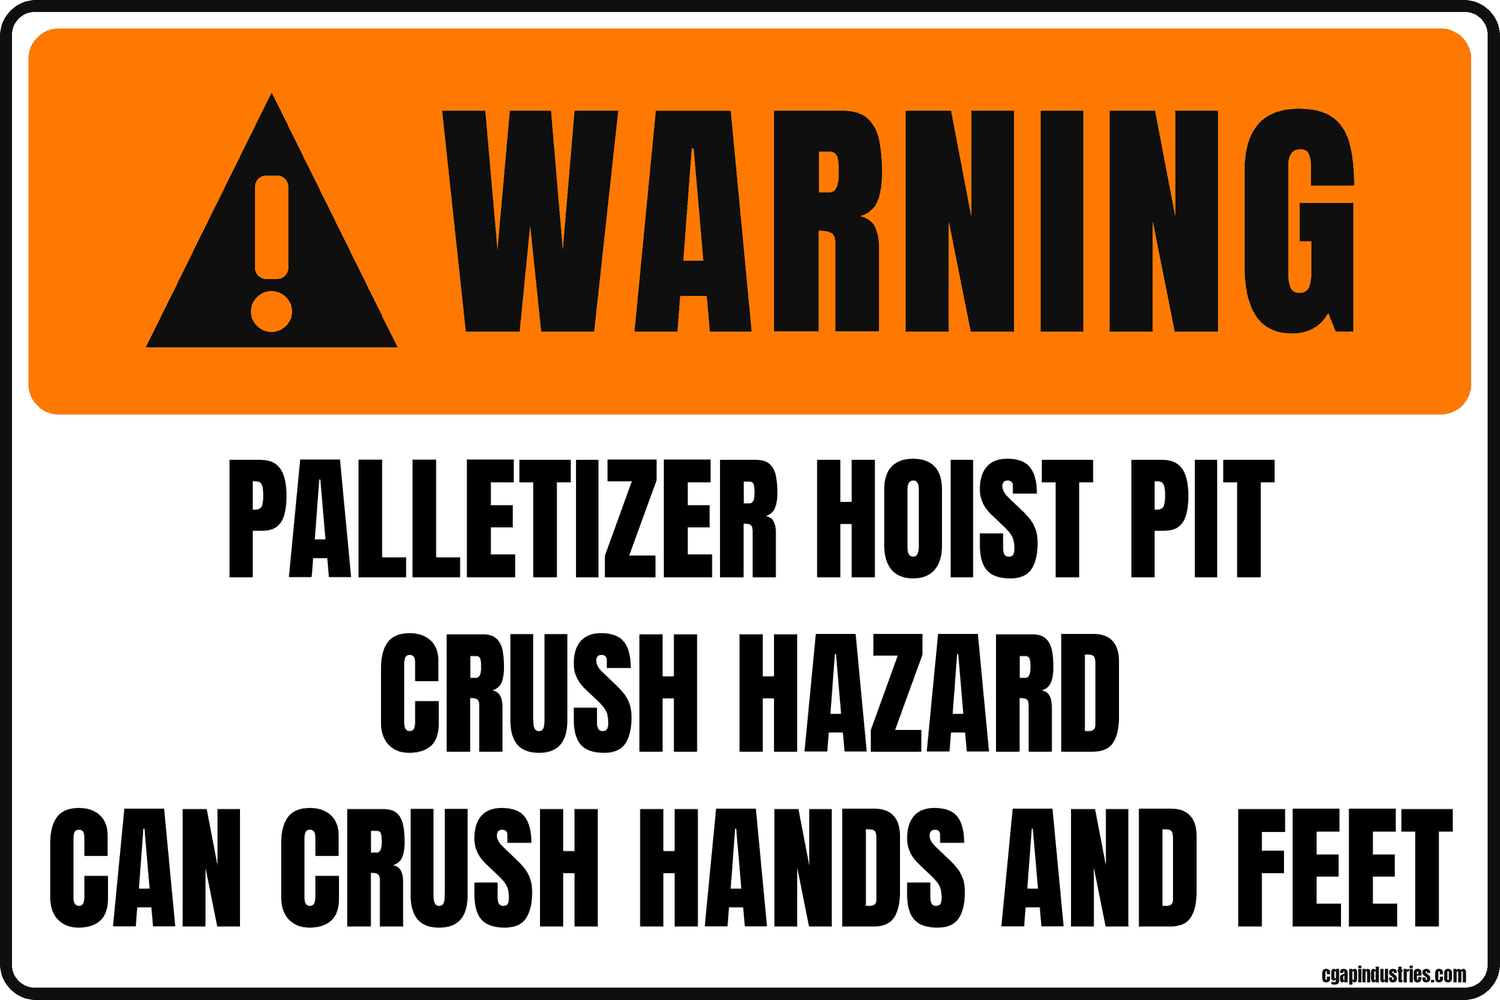 WARNING
PALLETIZER HOIST PIT
CRUSH HAZARD
CAN CRUSH HANDS AND FEET
cgapindustries.com